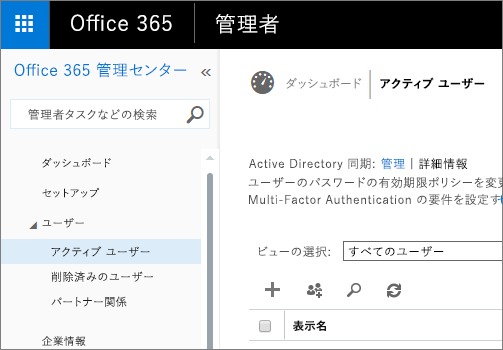 Office 365 管理者
Office 365 管理センター «
管理者タスクなどの検索
ダッシュボード
セットアップ
ユーザー
アクティブ ユーザー
削除済みのユーザー
パートナー関係
企業情報
ダッシュボード アクティブ ユーザー
Active Directory 同期: 管理 | 詳細情報
ユーザーのパスワードの有効期限ポリシーを変更
Multi-Factor Authentication の要件を設定す
ビューの選択: すべてのユーザー
表示名